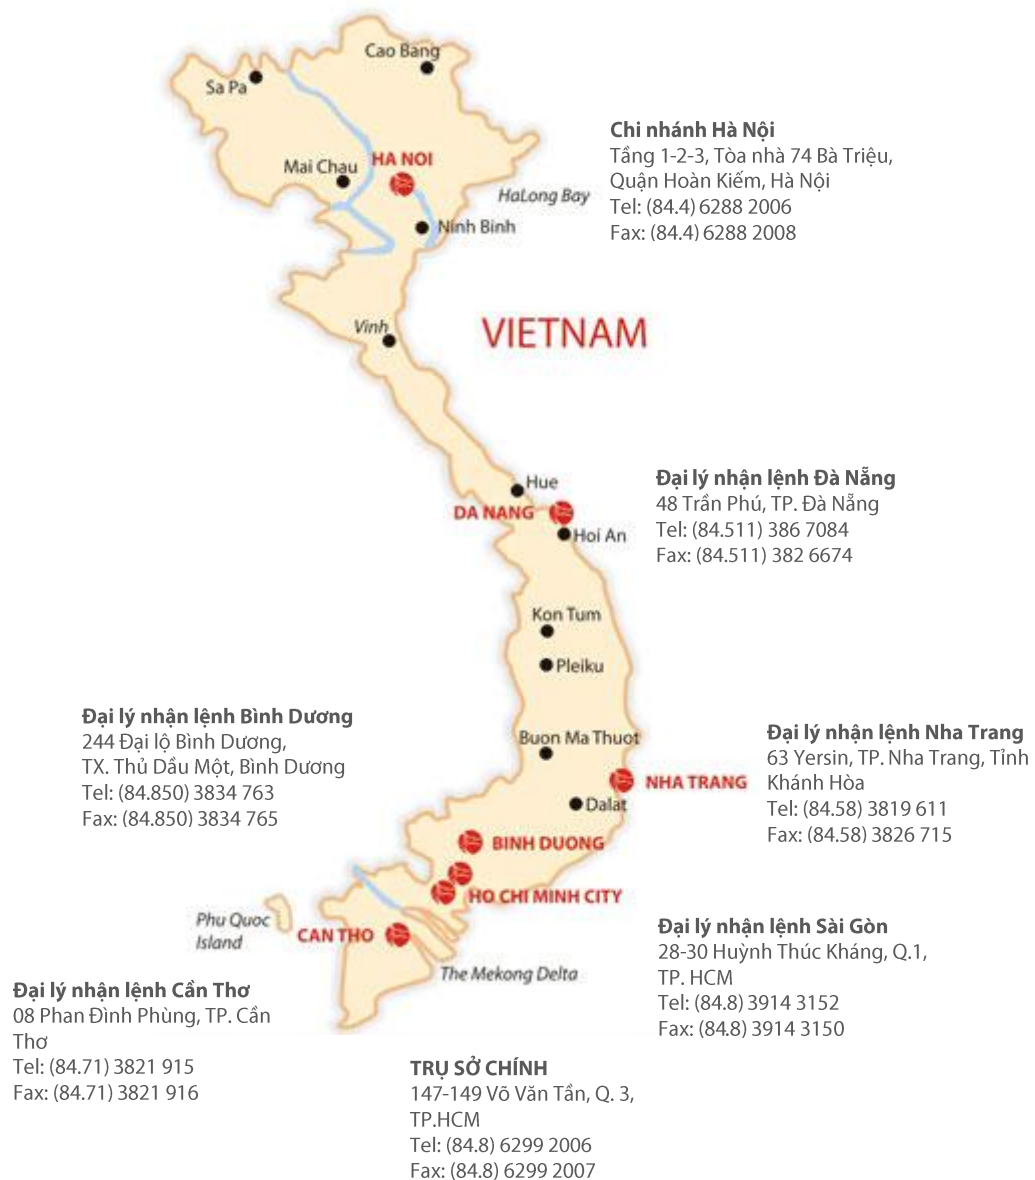 Cao Bang
Sa Pa
Chi nhánh Hà Nội
Tầng 1-2-3, Tòa nhà 74 Bà Triệu,
Quận Hoàn Kiếm, Hà Nội
Tel: (84.4) 6288 2006
Fax: (84.4) 6288 2008
HA NOI
Mai Chau
HaLong Bay
Ninh Binh
VIETNAM
Vinh
Hue
DA NANG
Hoi An
Đại lý nhận lệnh Đà Nẵng
48 Trần Phú, TP. Đà Nẵng
Tel: (84.511) 386 7084
Fax: (84.511) 382 6674
Kon Tum
Pleiku
Đại lý nhận lệnh Bình Dương
244 Đại lộ Bình Dương,
TX. Thủ Dầu Một, Bình Dương
Tel: (84.850) 3834 763
Fax: (84.850) 3834 765
Buon Ma Thuot
Đại lý nhận lệnh Nha Trang
63 Yersin, TP. Nha Trang, Tỉnh
Khánh Hòa
Tel: (84.58) 3819 611
Fax: (84.58) 3826 715
NHA TRANG
Dalat
BINH DUONG
HO CHI MINH CITY
Phu Quoc
Island
CAN THO
The Mekong Delta
Đại lý nhận lệnh Sài Gòn
28-30 Huỳnh Thúc Kháng, Q.1,
TP. HCM
Tel: (84.8) 3914 3152
Fax: (84.8) 3914 3150
Đại lý nhận lệnh Cần Thơ
08 Phan Đình Phùng, TP. Cần
Thơ
Tel: (84.71) 3821 915
Fax: (84.71) 3821 916
TRỤ SỞ CHÍNH
147-149 Võ Văn Tần, Q. 3,
TP.HCM
Tel: (84.8) 6299 2006
Fax: (84.8) 6299 2007